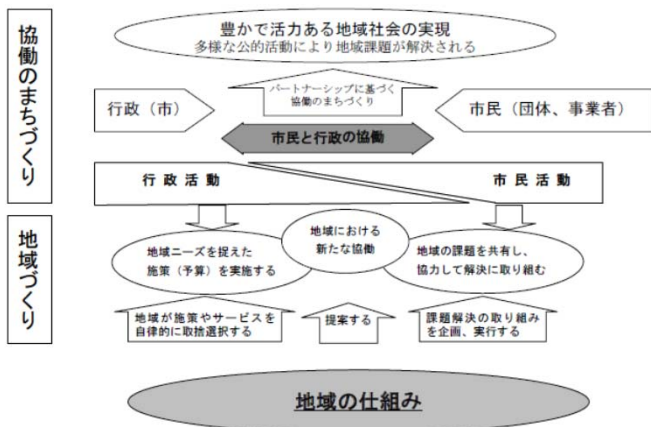 協働のまちづくり
豊かで活力ある地域社会の実現
多様な公的活動により地域課題が解決される
パートナーシップに基づく
協働のまちづくり
行政（市）
市民（団体、事業者）
市民と行政の協働
行政活動
市民活動
地域づくり
地域ニーズを捉えた
施策（予算）を実施する
地域における
新たな協働
地域の課題を共有し、
協力して解決に取り組む
地域が施策やサービスを
自律的に取捨選択する
提案する
課題解決の取り組み
を企画、実行する
地域の仕組み